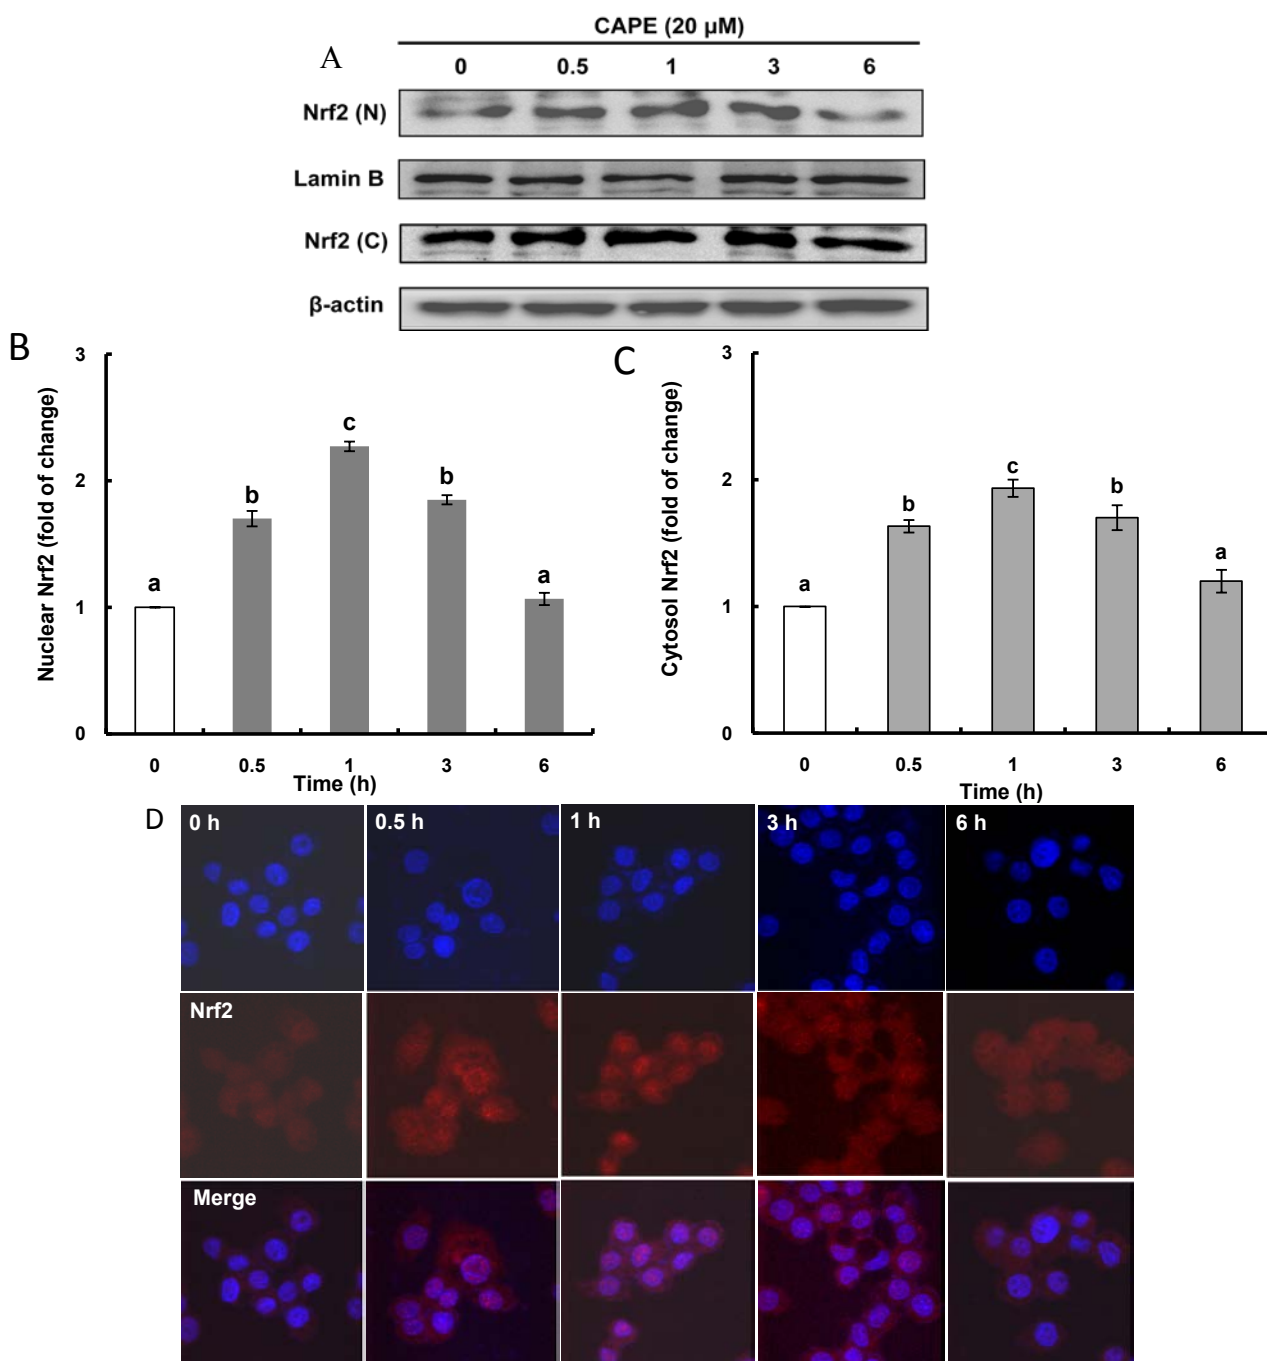 CAPE (20 µM)
A
0 0.5 1 3 6
Nrf2 (N)
Lamin B
Nrf2 (C)
β-actin
B
Nuclear Nrf2 (fold of change)
3
2
1
0
a
b
c
b
a
0 0.5 1 3 6
Time (h)
C
Cytosol Nrf2 (fold of change)
3
2
1
0
a
b
c
b
a
0 0.5 1 3 6
Time (h)
D
0 h
0.5 h
1 h
3 h
6 h
Nrf2
Merge